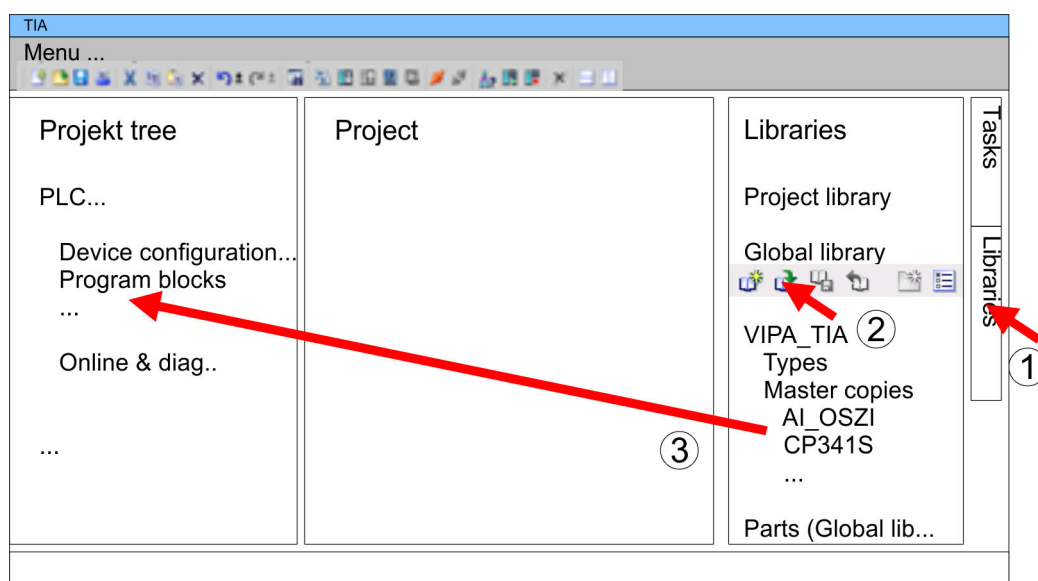 TIA
Menu ...
Projekt tree
PLC...
Device configuration...
Program blocks
...
Online & diag..
...
Project
③
Libraries
Project library
Global library
②
VIPA_TIA
Types
Master copies
AI_OSZI
CP341S
...
Parts (Global lib...
Tasks
Libraries
①